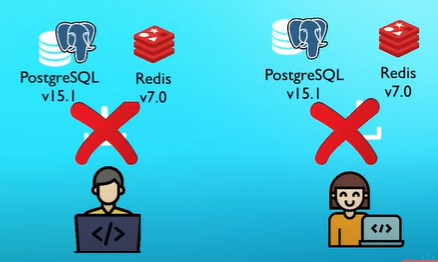 PostgreSQL
v15.1
Redis
v7.0
PostgreSQL
v15.1
Redis
v7.0
</>
</>